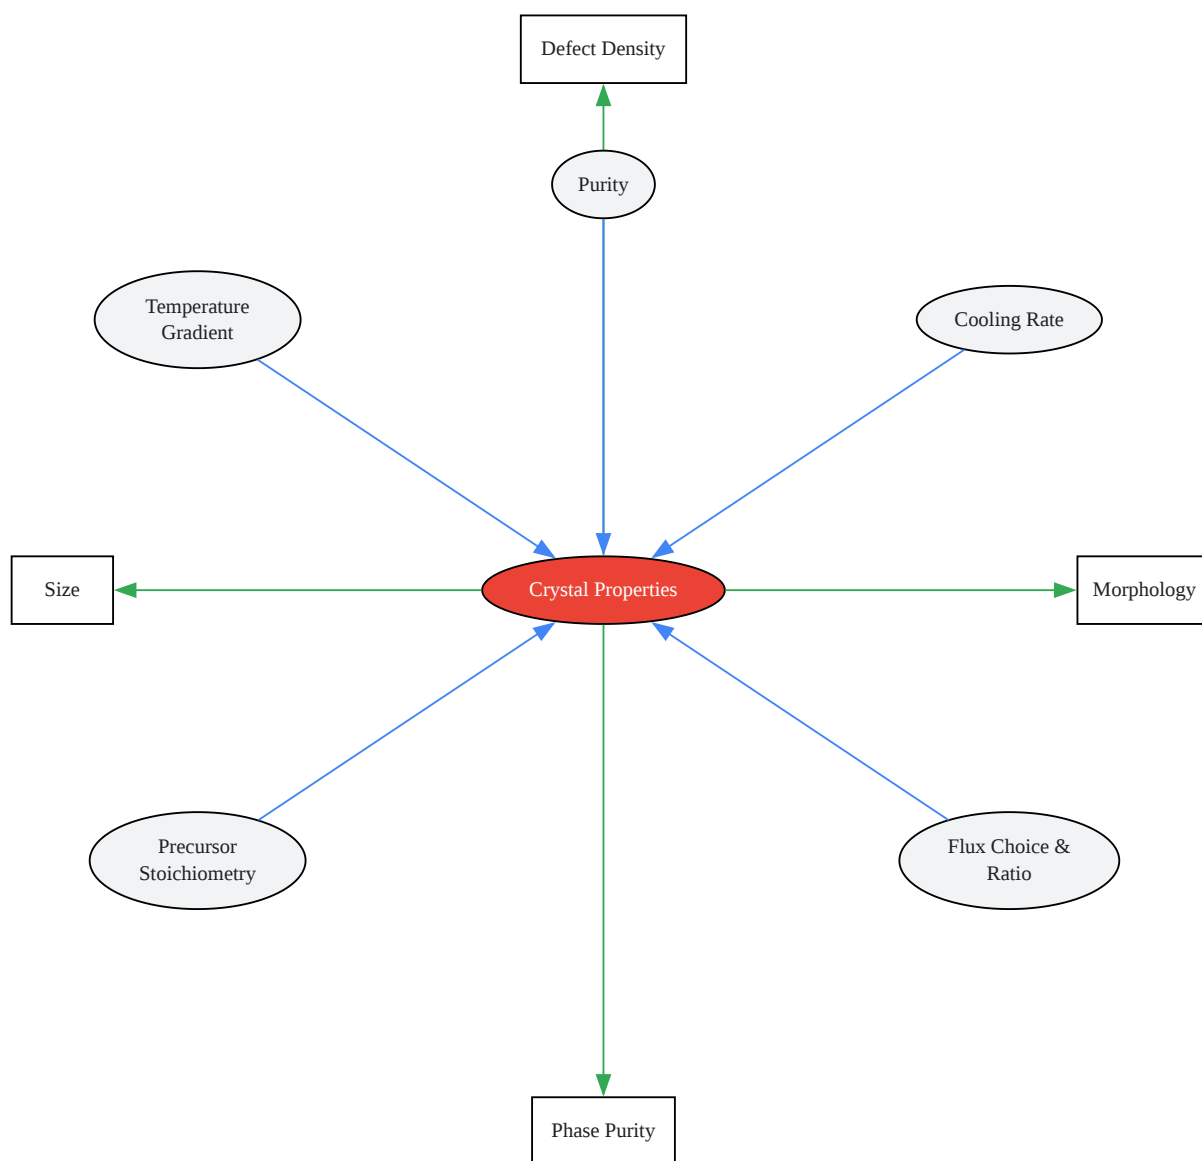 Defect Density
Purity
Temperature
Gradient
Cooling Rate
Size
Crystal Properties
Morphology
Precursor
Stoichiometry
Flux Choice &
Ratio
Phase Purity